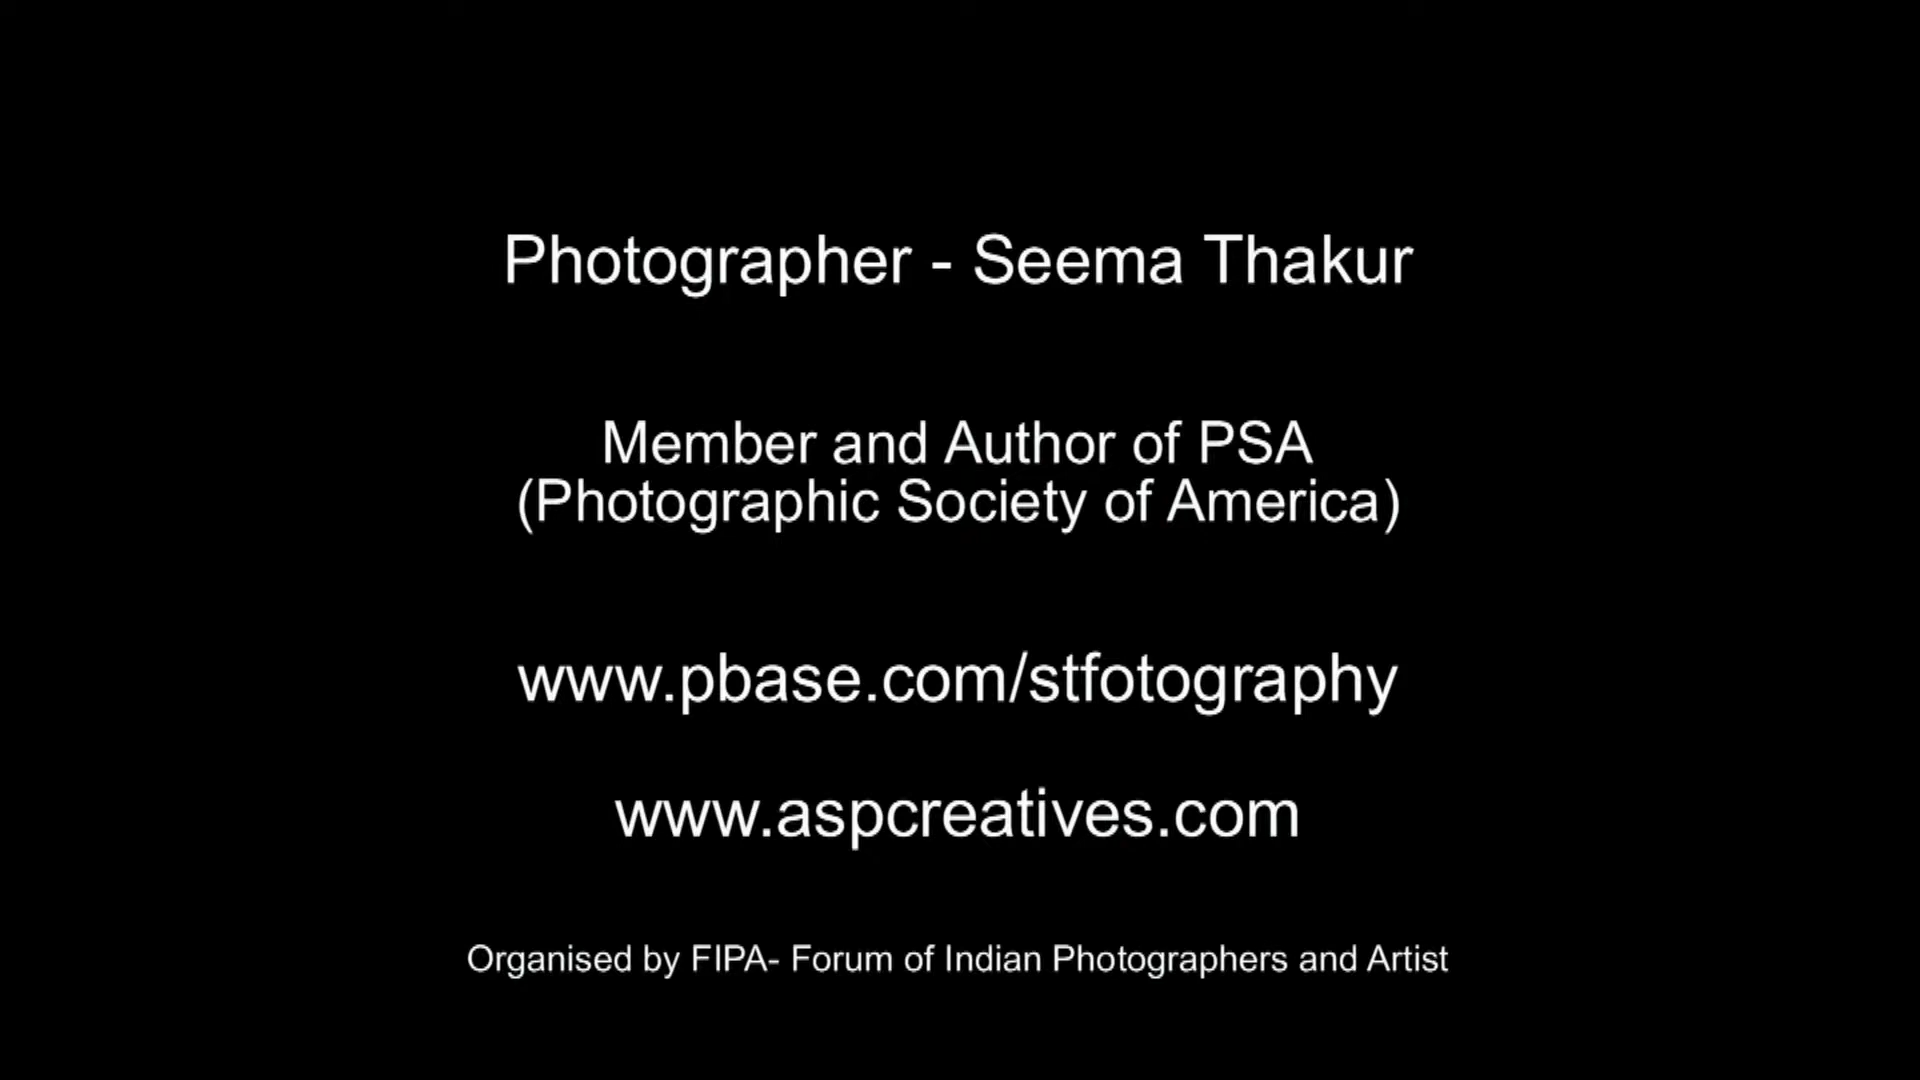 Photographer - Seema Thakur
Member and Author of PSA
(Photographic Society of America)
www.pbase.com/stfotography
www.aspcreatives.com
Organised by FIPA- Forum of Indian Photographers and Artist